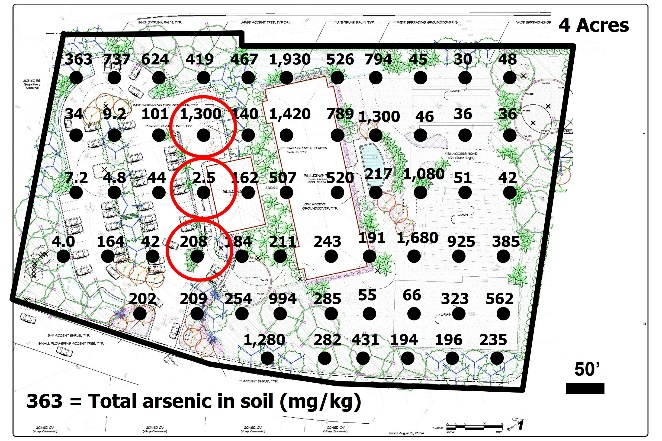 4 Acres
363 737 624 419 467 1,930 526 794 45 30 48
34 9.2 101 1,300 140 1,420 789 1,300 46 36 36
7.2 4.8 44 2.5 162 507 520 217 1,080 51 42
4.0 164 42 208 184 211 243 191 1,680 925 385
202 209 254 994 285 55 66 323 562
1,280 282 431 194 196 235
50'
363 = Total arsenic in soil (mg/kg)